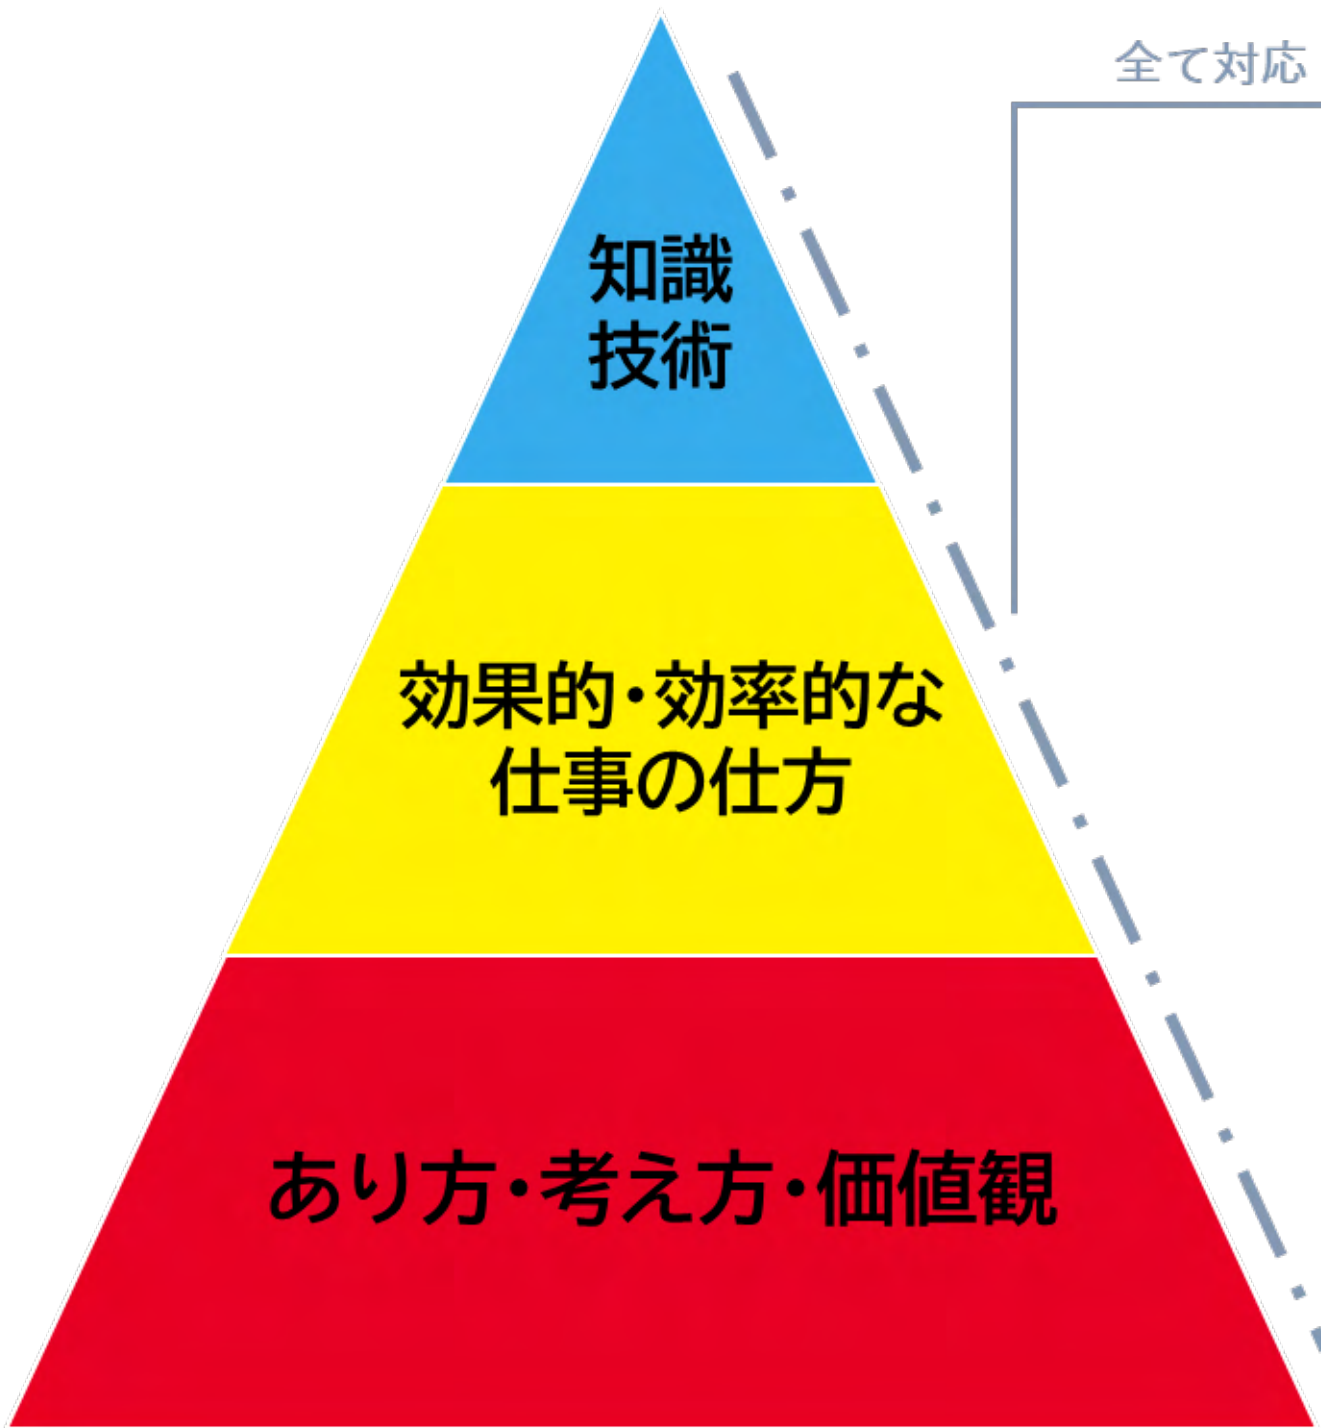 全て対応
知識
技術
効果的・効率的な
仕事の仕方
あり方・考え方・価値観